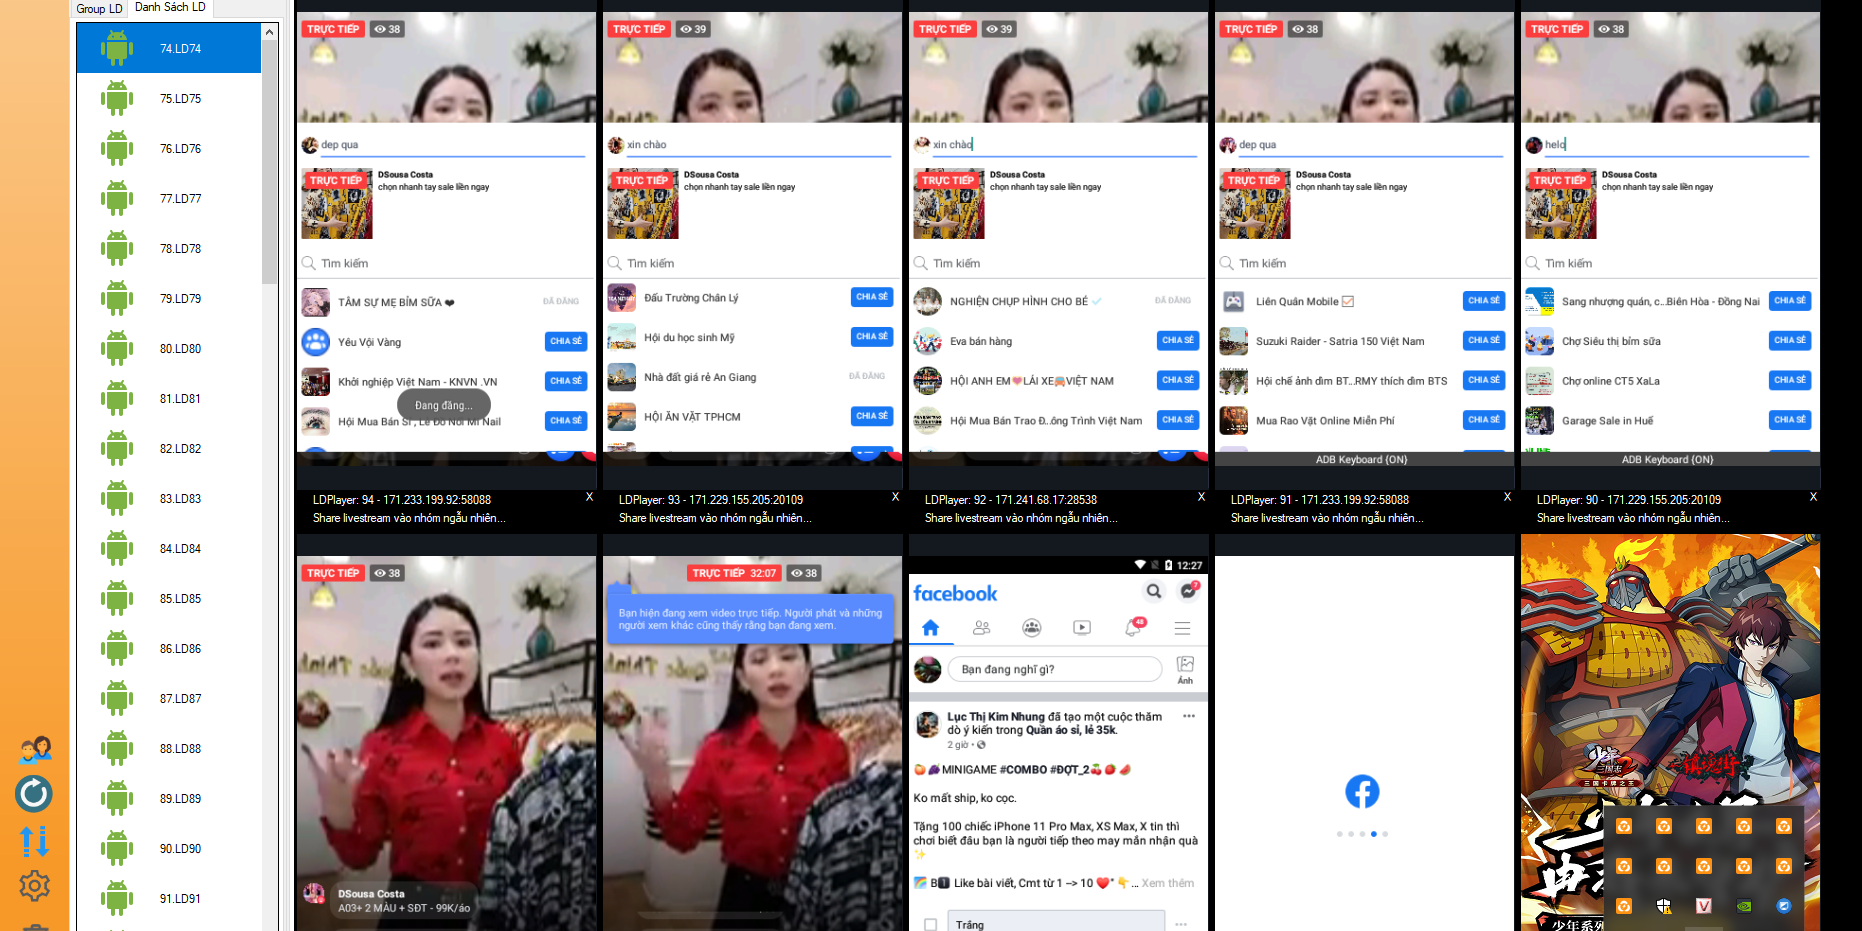 Group LD
Danh Sách LD
74.LD74
75.LD75
76.LD76
77.LD77
78.LD78
79.LD79
80.LD80
81.LD81
82.LD82
83.LD83
84.LD84
85.LD85
86.LD86
87.LD87
88.LD88
89.LD89
90.LD90
91.LD91
TRỰC TIẾP 38
dep qua
TRỰC TIẾP
DSousa Costa
chọn nhanh tay sale liền ngay
Tìm kiếm
TÂM SỰ MẸ BỈM SỮA ❤ ĐÃ ĐĂNG
Yêu Vội Vàng CHIA SẺ
Khởi nghiệp Việt Nam - KNVN .VN CHIA SẺ
Đang đăng...
Hội Mua Bán Sỉ , Lẻ Đồ Nối Mi Nail CHIA SẺ
LDPlayer: 94 - 171.233.199.92:58088 X
Share livestream vào nhóm ngẫu nhiên...
TRỰC TIẾP 39
xin chào
TRỰC TIẾP
DSousa Costa
chọn nhanh tay sale liền ngay
Tìm kiếm
Đấu Trường Chân Lý CHIA SẺ
Hội du học sinh Mỹ CHIA SẺ
Nhà đất giá rẻ An Giang ĐÃ ĐĂNG
HỘI ĂN VẶT TPHCM CHIA SẺ
LDPlayer: 93 - 171.229.155.205:20109 X
Share livestream vào nhóm ngẫu nhiên...
TRỰC TIẾP 39
xin chào
TRỰC TIẾP
DSousa Costa
chọn nhanh tay sale liền ngay
Tìm kiếm
NGHIỆN CHỤP HÌNH CHO BÉ ĐÃ ĐĂNG
Eva bán hàng CHIA SẺ
HỘI ANH EM💗LÁI XE🚘VIỆT NAM CHIA SẺ
Hội Mua Bán Trao Đ..ông Trình Việt Nam CHIA SẺ
LDPlayer: 92 - 171.241.68.17:28538 X
Share livestream vào nhóm ngẫu nhiên...
TRỰC TIẾP 38
dep qua
TRỰC TIẾP
DSousa Costa
chọn nhanh tay sale liền ngay
Tìm kiếm
Liên Quân Mobile CHIA SẺ
Suzuki Raider - Satria 150 Việt Nam CHIA SẺ
Hội chế ảnh dìm BT...RMY thích dìm BTS CHIA SẺ
Mua Rao Vặt Online Miễn Phí CHIA SẺ
ADB Keyboard {ON}
LDPlayer: 91 - 171.233.199.92:58088 X
Share livestream vào nhóm ngẫu nhiên...
TRỰC TIẾP 38
helo
TRỰC TIẾP
DSousa Costa
chọn nhanh tay sale liền ngay
Tìm kiếm
Sang nhượng quán, c...Biên Hòa - Đồng Nai CHIA SẺ
Chợ Siêu thị bỉm sữa CHIA SẺ
Chợ online CT5 XaLa CHIA SẺ
Garage Sale in Huế CHIA SẺ
ADB Keyboard {ON}
LDPlayer: 90 - 171.229.155.205:20109 X
Share livestream vào nhóm ngẫu nhiên...
TRỰC TIẾP 38
DSousa Costa
A03+ 2 MÀU + SĐT - 99K/áo
TRỰC TIẾP 32:07 38
Bạn hiện đang xem video trực tiếp. Người phát và những
người xem khác cũng thấy rằng bạn đang xem.
12:27
facebook
7
48
Bạn đang nghĩ gì?
Ảnh
Lục Thị Kim Nhung đã tạo một cuộc thăm
dò ý kiến trong Quần áo sỉ, lẻ 35k.
2 giờ •
🍑🍇MINIGAME #COMBO #ĐỢT_2🍒🍓🍉
Ko mất ship, ko cọc.
Tặng 100 chiếc iPhone 11 Pro Max, XS Max, X tin thì
chơi biết đâu bạn là người tiếp theo may mắn nhận quà
✨
B1 Like bài viết, Cmt từ 1 --> 10 ❤️" 👇 ... Xem thêm
Trắng
少年
三国志2
三国卡牌之王
镇魂街
少年系列